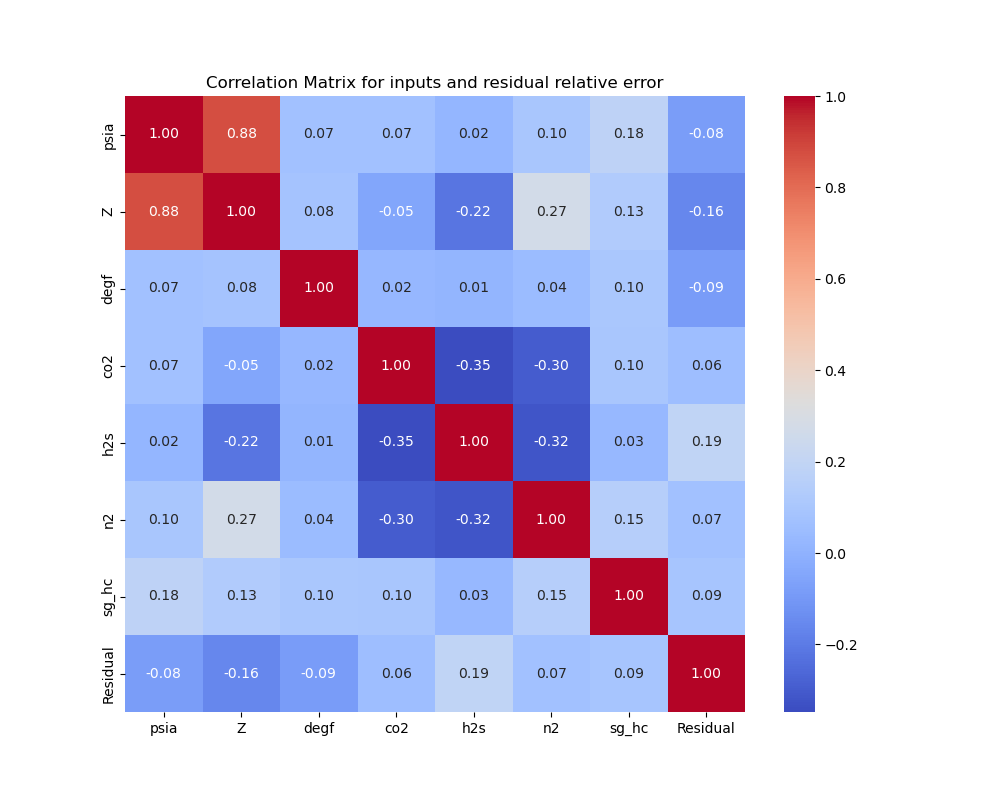 Correlation Matrix for inputs and residual relative error
psia 1.00 0.88 0.07 0.07 0.02 0.10 0.18 -0.08
Z 0.88 1.00 0.08 -0.05 -0.22 0.27 0.13 -0.16
degf 0.07 0.08 1.00 0.02 0.01 0.04 0.10 -0.09
co2 0.07 -0.05 0.02 1.00 -0.35 -0.30 0.10 0.06
h2s 0.02 -0.22 0.01 -0.35 1.00 -0.32 0.03 0.19
n2 0.10 0.27 0.04 -0.30 -0.32 1.00 0.15 0.07
sg_hc 0.18 0.13 0.10 0.10 0.03 0.15 1.00 0.09
Residual -0.08 -0.16 -0.09 0.06 0.19 0.07 0.09 1.00
psia Z degf co2 h2s n2 sg_hc Residual
1.0
0.8
0.6
0.4
0.2
0.0
−0.2